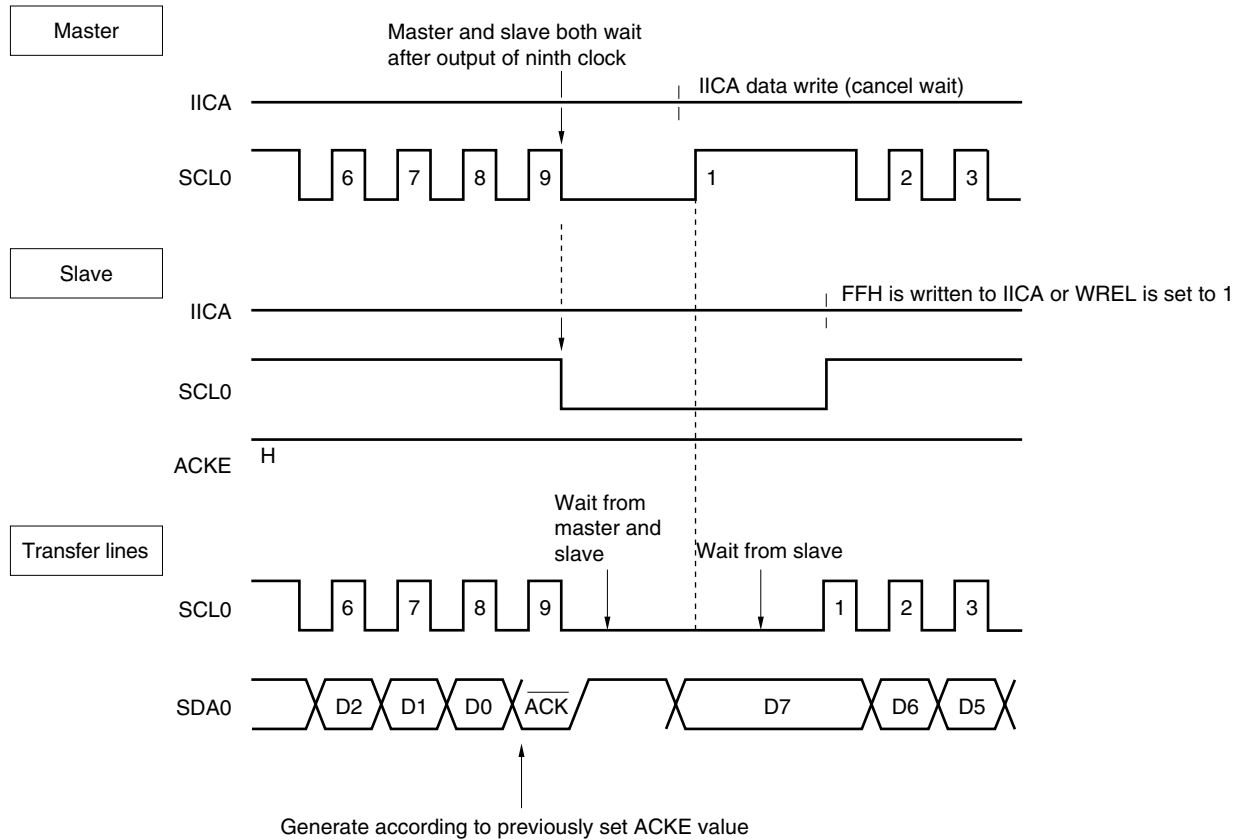 Master
Master and slave both wait
after output of ninth clock
IICA data write (cancel wait)
IICA
SCL0
6 7 8 9 1 2 3
Slave
FFH is written to IICA or WREL is set to 1
IICA
SCL0
H
ACKE
Wait from
master and
slave
Wait from slave
Transfer lines
SCL0
6 7 8 9 1 2 3
SDA0
D2 D1 D0 ACK D7 D6 D5
Generate according to previously set ACKE value